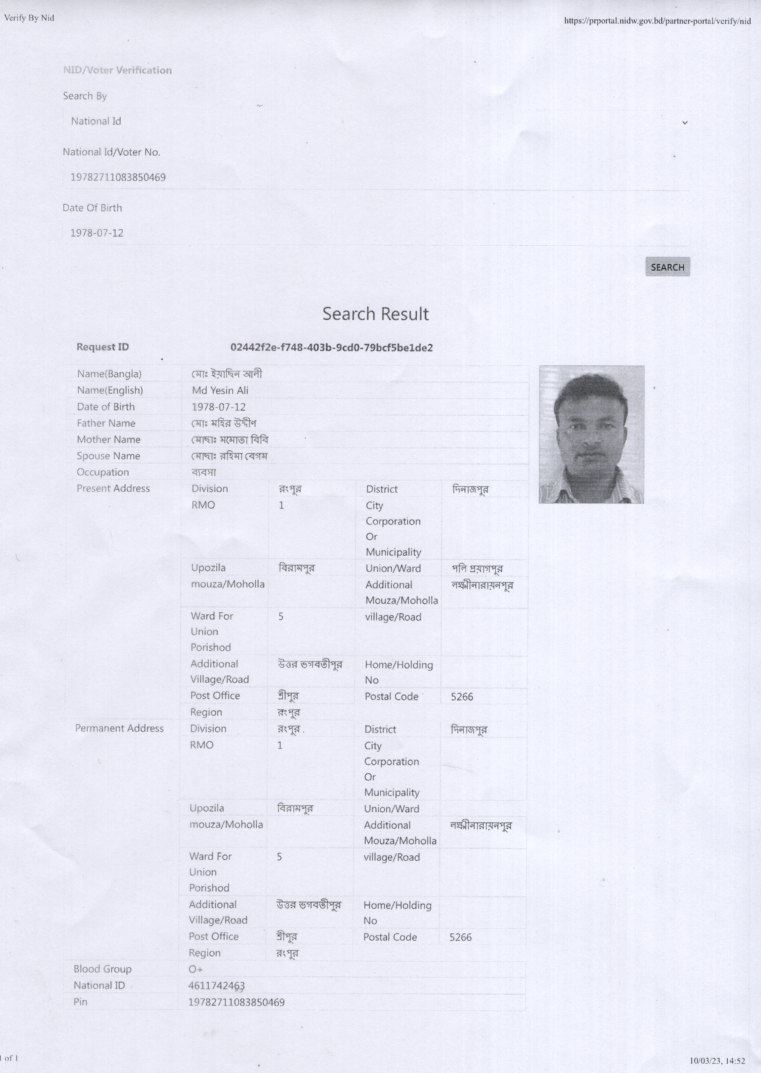 Verify By Nid
https://prportal.nidw.gov.bd/partner-portal/verify/nid
NID/Voter Verification
Search By
National Id
National Id/Voter No.
19782711083850469
Date Of Birth
1978-07-12
SEARCH
Search Result
Request ID 02442f2e-f748-403b-9cd0-79bcf5be1de2
Name(Bangla) মোঃ ইয়াছিন আলী
Name(English) Md Yesin Ali
Date of Birth 1978-07-12
Father Name মোঃ মহির উদ্দীপ
Mother Name মোছাঃ মমোতা বিবি
Spouse Name মোছাঃ রহিমা বেগম
Occupation ব্যবসা
Present Address Division রংপুর District দিনাজপুর
RMO 1 City
Corporation
Or
Municipality
Upozila বিরামপুর Union/Ward পলি প্রয়াগপুর
mouza/Moholla Additional লক্ষ্মীনারায়নপুর
Mouza/Moholla
Ward For 5 village/Road
Union
Porishod
Additional উত্তর ভগবতীপুর Home/Holding
Village/Road No
Post Office শ্রীপুর Postal Code 5266
Region রংপুর
Permanent Address Division রংপুর District দিনাজপুর
RMO 1 City
Corporation
Or
Municipality
Upozila বিরামপুর Union/Ward
mouza/Moholla Additional লক্ষ্মীনারায়নপুর
Mouza/Moholla
Ward For 5 village/Road
Union
Porishod
Additional উত্তর ভগবতীপুর Home/Holding
Village/Road No
Post Office শ্রীপুর Postal Code 5266
Region রংপুর
Blood Group O+
National ID 4611742463
Pin 19782711083850469
1 of 1
10/03/23, 14:52